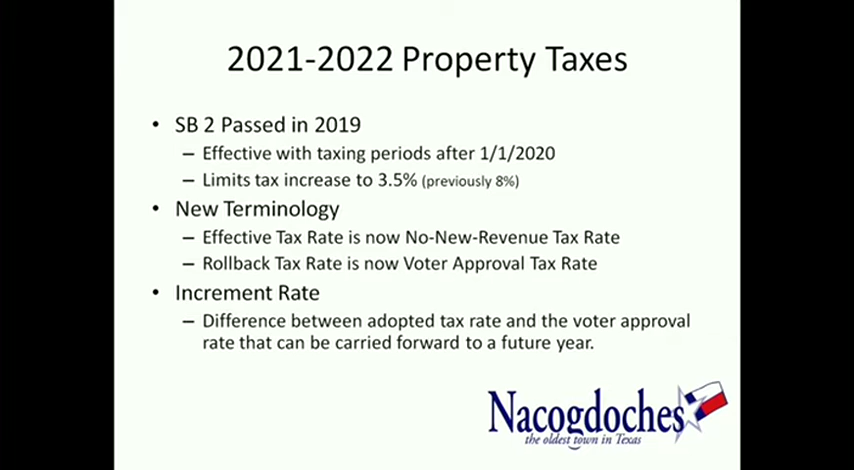 2021-2022 Property Taxes
• SB 2 Passed in 2019
– Effective with taxing periods after 1/1/2020
– Limits tax increase to 3.5% (previously 8%)
• New Terminology
– Effective Tax Rate is now No-New-Revenue Tax Rate
– Rollback Tax Rate is now Voter Approval Tax Rate
• Increment Rate
– Difference between adopted tax rate and the voter approval
rate that can be carried forward to a future year.
Nacogdoches
the oldest town in Texas